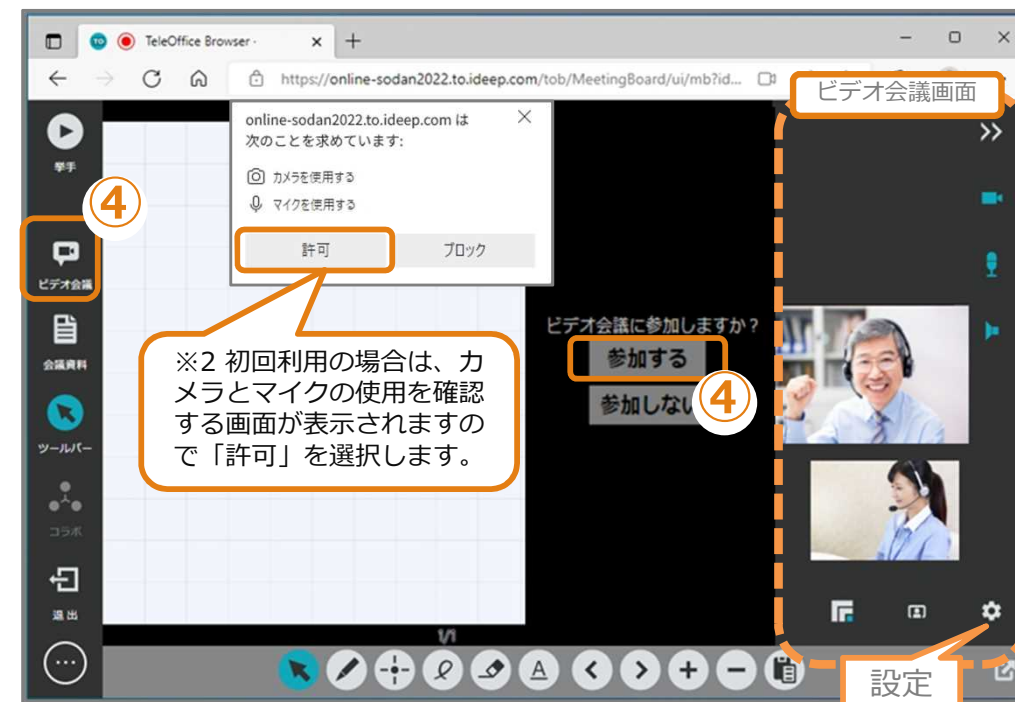 TeleOffice Browser -
https://online-sodan2022.to.ideep.com/tob/MeetingBoard/ui/mb?id...
ビデオ会議画面
online-sodan2022.to.ideep.com は
次のことを求めています:
カメラを使用する
マイクを使用する
許可
ブロック
挙手
④
ビデオ会議
会議資料
ツールバー
コラボ
退出
※2 初回利用の場合は、カ
メラとマイクの使用を確認
する画面が表示されますの
で「許可」を選択します。
ビデオ会議に参加しますか？
参加する
参加しない
④
1/1
A
設定